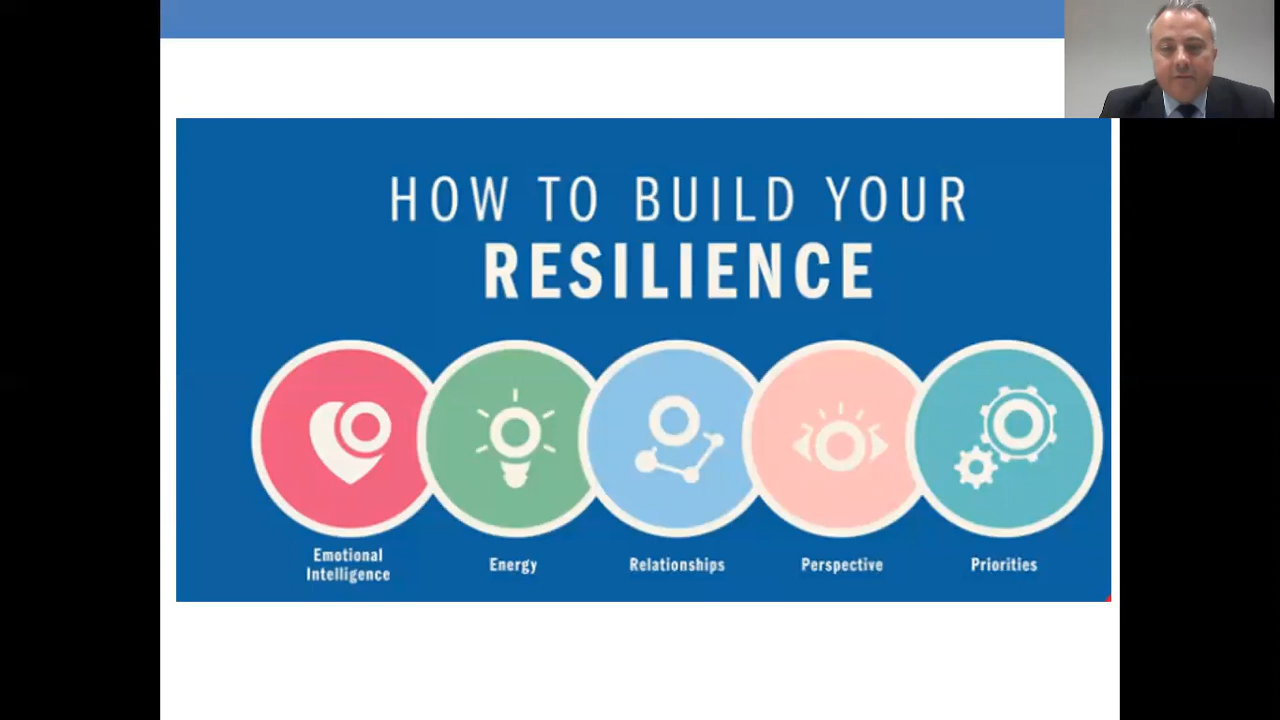 HOW TO BUILD YOUR
RESILIENCE
Emotional
Intelligence
Energy
Relationships
Perspective
Priorities